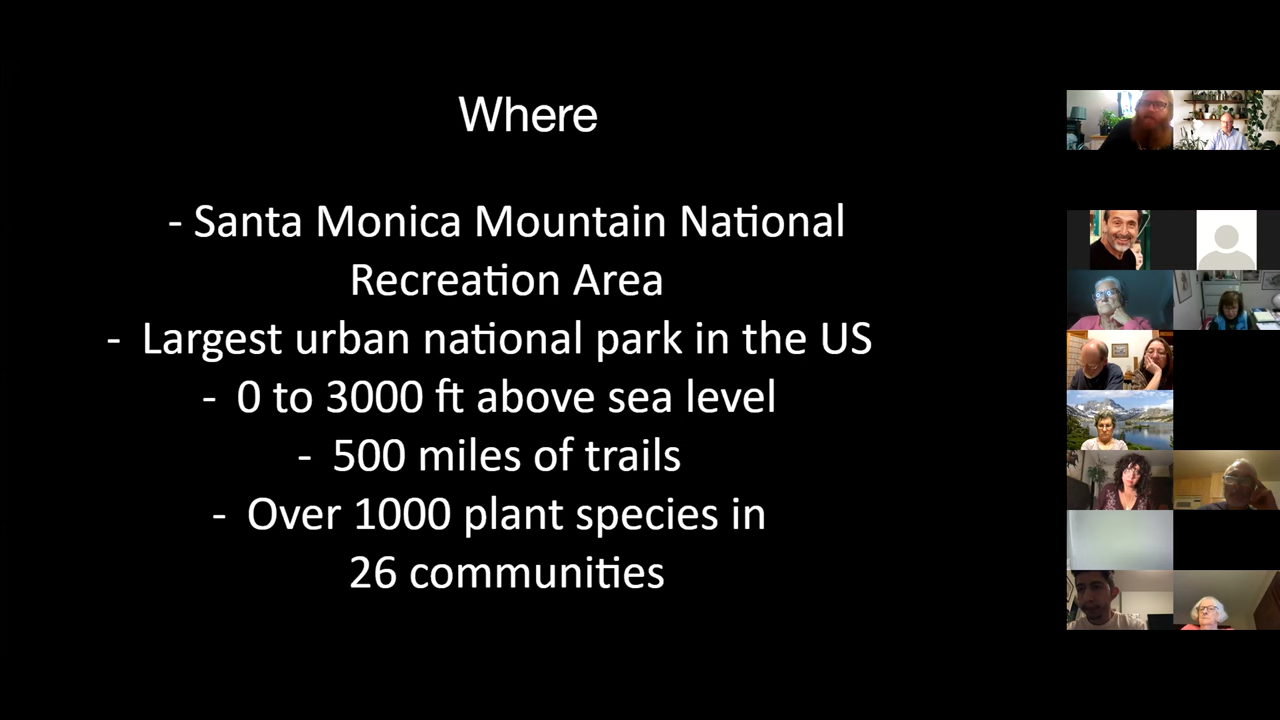 Where
- Santa Monica Mountain National
Recreation Area
- Largest urban national park in the US
- 0 to 3000 ft above sea level
- 500 miles of trails
- Over 1000 plant species in
26 communities